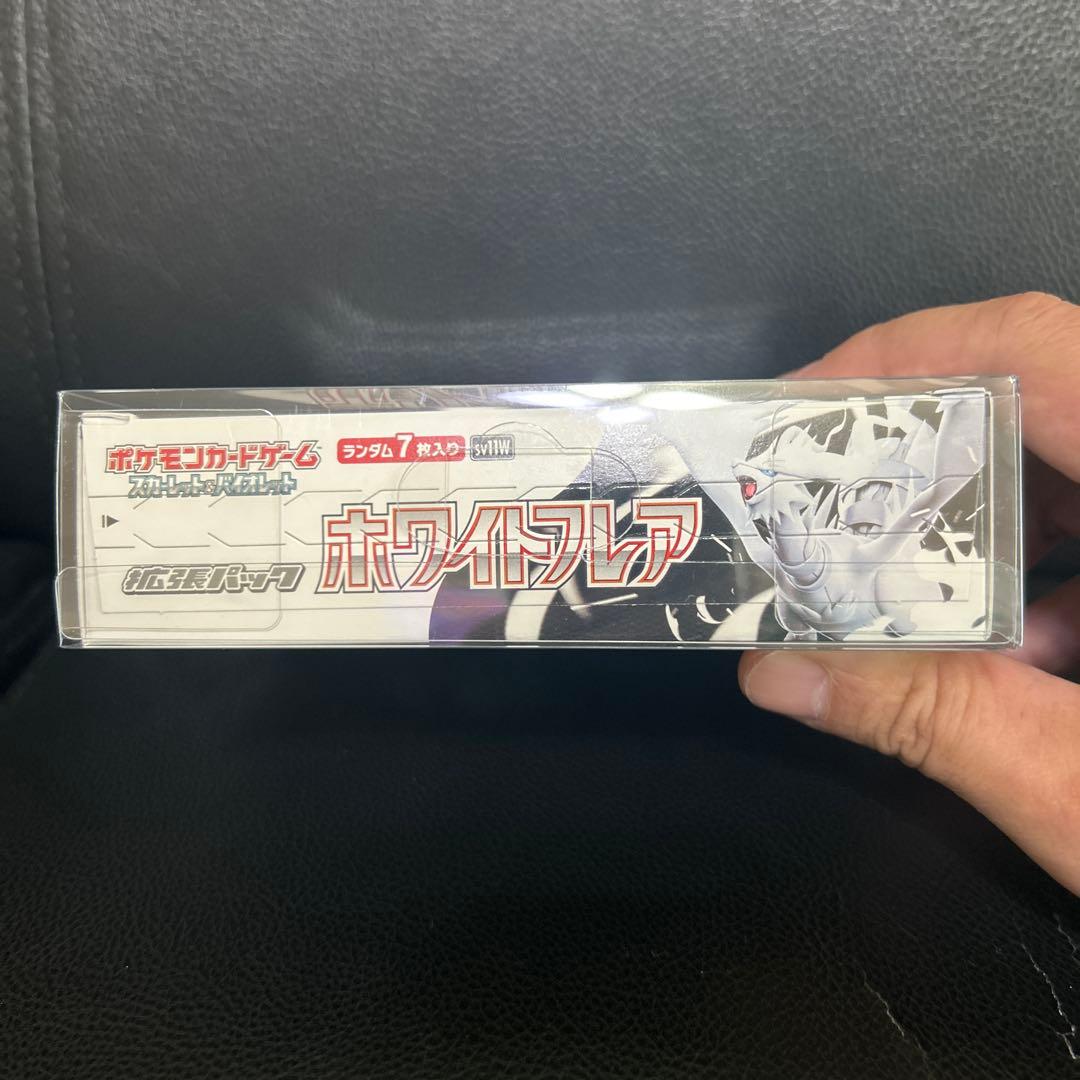 ポケモンカードゲーム
スカーレット&バイオレット
ランダム7枚入り sv11W
拡張パック ホワイトフレア